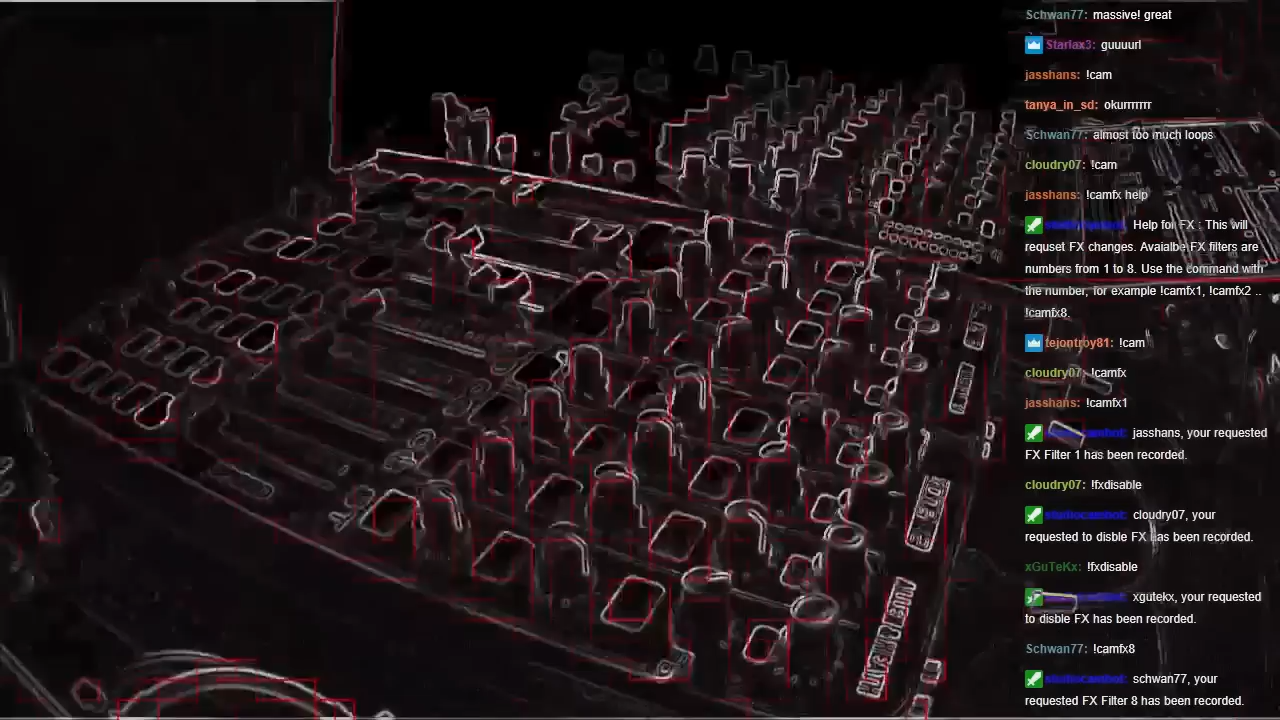 Schwan77: massive! great
Starlax3: guuuurl
jasshans: !cam
tanya_in_sd: okurrrrrr
Schwan77: almost too much loops
cloudry07: !cam
jasshans: !camfx help
Help for FX : This will
requset FX changes. Avaialbe FX filters are
numbers from 1 to 8. Use the command with
the number, for example !camfx1, !camfx2 ..
!camfx8.
tejontroy81: !cam
cloudry07: !camfx
jasshans: !camfx1
jasshans, your requested
FX Filter 1 has been recorded.
cloudry07: !fxdisable
studiocambot: cloudry07, your
requested to disble FX has been recorded.
xGuTeKx: !fxdisable
xgutekx, your requested
to disble FX has been recorded.
Schwan77: !camfx8
studiocambot: schwan77, your
requested FX Filter 8 has been recorded.